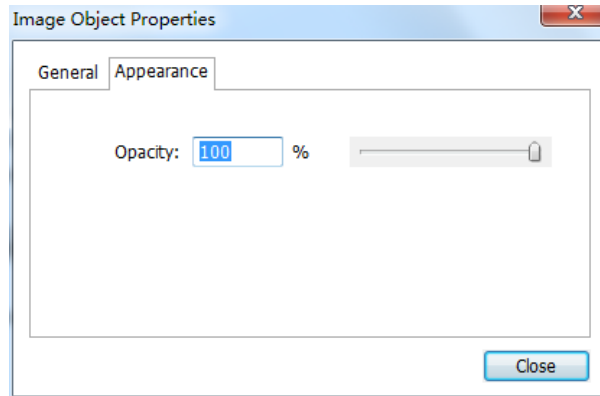 Image Object Properties
General Appearance
Opacity: 100 %
Close